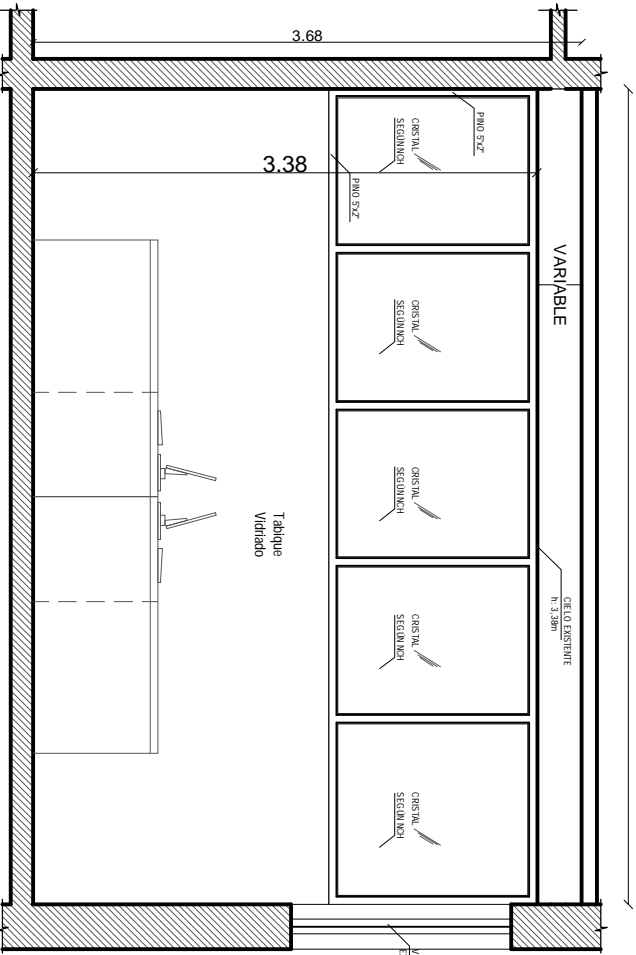 3.68
PINO 5"x2"
CRISTAL
SEGÚN NCH
3.38
PINO 5"x2"
VARIABLE
CRISTAL
SEGÚN NCH
CRISTAL
SEGÚN NCH
Tabique
Vidriado
CIELO EXISTENTE
h: 3,38m
CRISTAL
SEGÚN NCH
CRISTAL
SEGÚN NCH